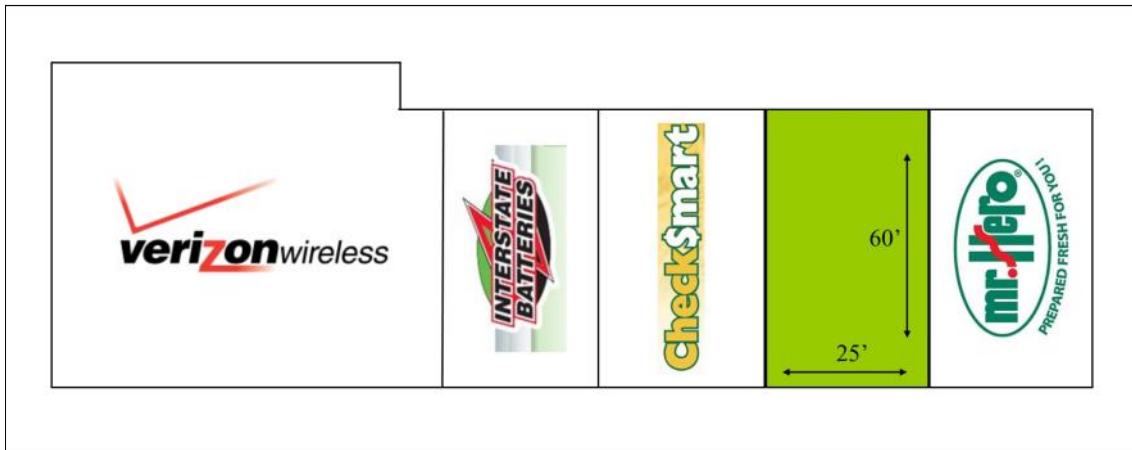 verizonwireless
INTERSTATE
BATTERIES
Check$mart
60’
25’
mr.Hero®
PREPARED FRESH FOR YOU!